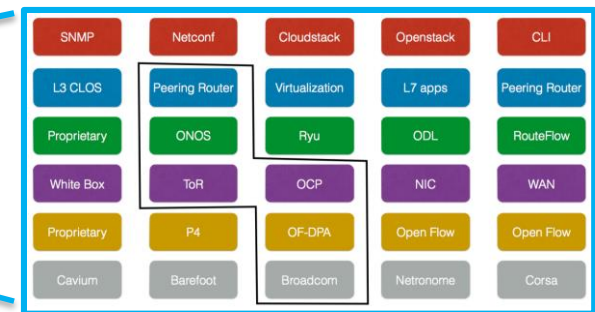 SNMP Netconf Cloudstack Openstack CLI
L3 CLOS Peering Router Virtualization L7 apps Peering Router
Proprietary ONOS Ryu ODL RouteFlow
White Box ToR OCP NIC WAN
Proprietary P4 OF-DPA Open Flow Open Flow
Cavium Barefoot Broadcom Netronome Corsa